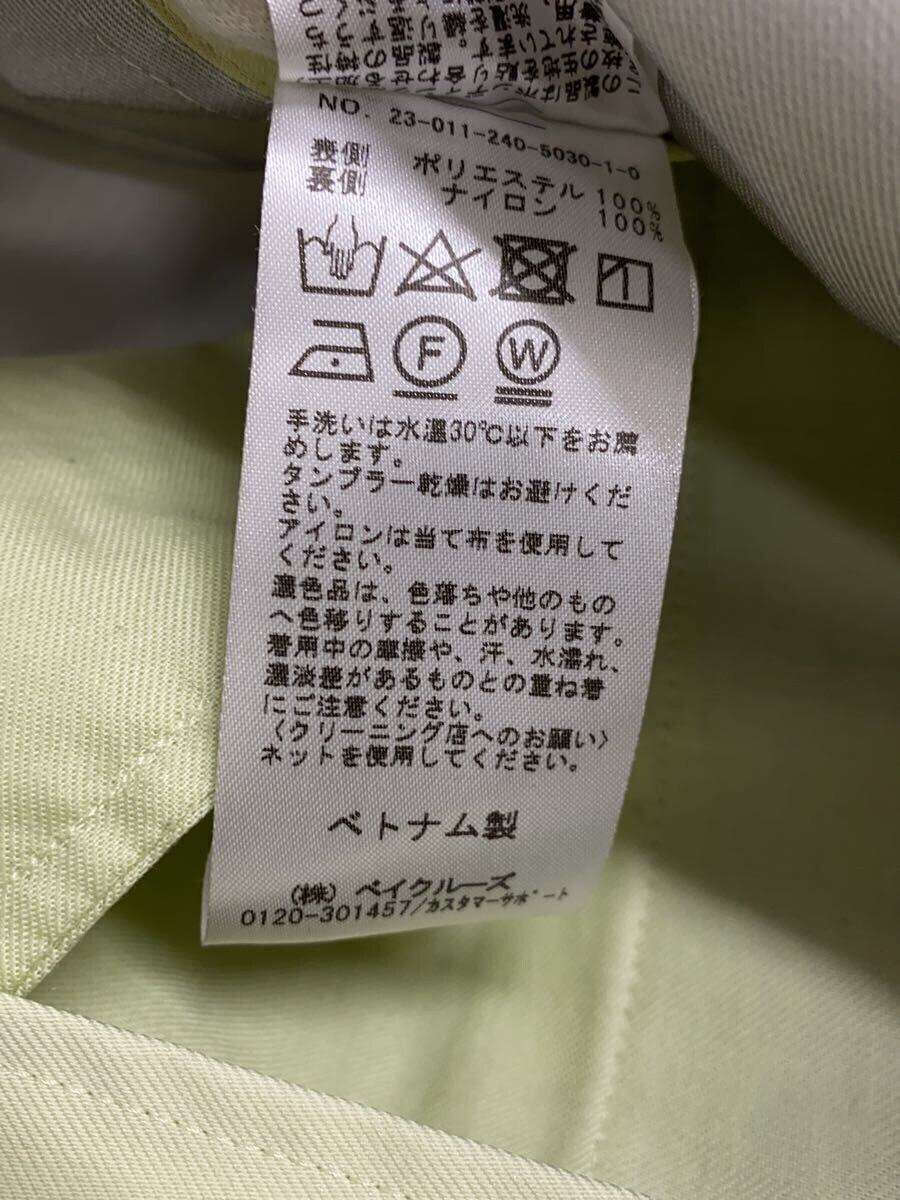 NO. 23-011-240-5030-1-0
表側 ポリエステル 100%
裏側 ナイロン 100%
F
W
手洗いは水温30℃以下をお薦
めします。
タンブラー乾燥はお避けくだ
さい。
アイロンは当て布を使用して
ください。
濃色品は、色落ちや他のもの
へ色移りすることがあります。
着用中の摩擦や、汗、水濡れ、
濃淡差があるものとの重ね着
にご注意ください。
〈クリーニング店へのお願い〉
ネットを使用してください。
ベトナム製
(株) ベイクルーズ
0120-301457/カスタマーサポート